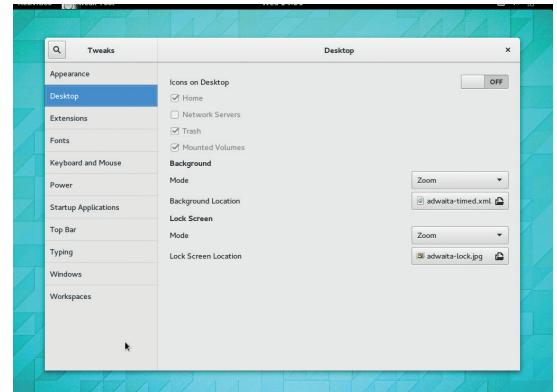 Tweaks
Desktop
Appearance
Desktop
Extensions
Fonts
Keyboard and Mouse
Power
Startup Applications
Top Bar
Typing
Windows
Workspaces
Icons on Desktop
OFF
Home
Network Servers
Trash
Mounted Volumes
Background
Mode
Zoom
Background Location
adwaita-timed.xml
Lock Screen
Mode
Zoom
Lock Screen Location
adwaita-lock.jpg